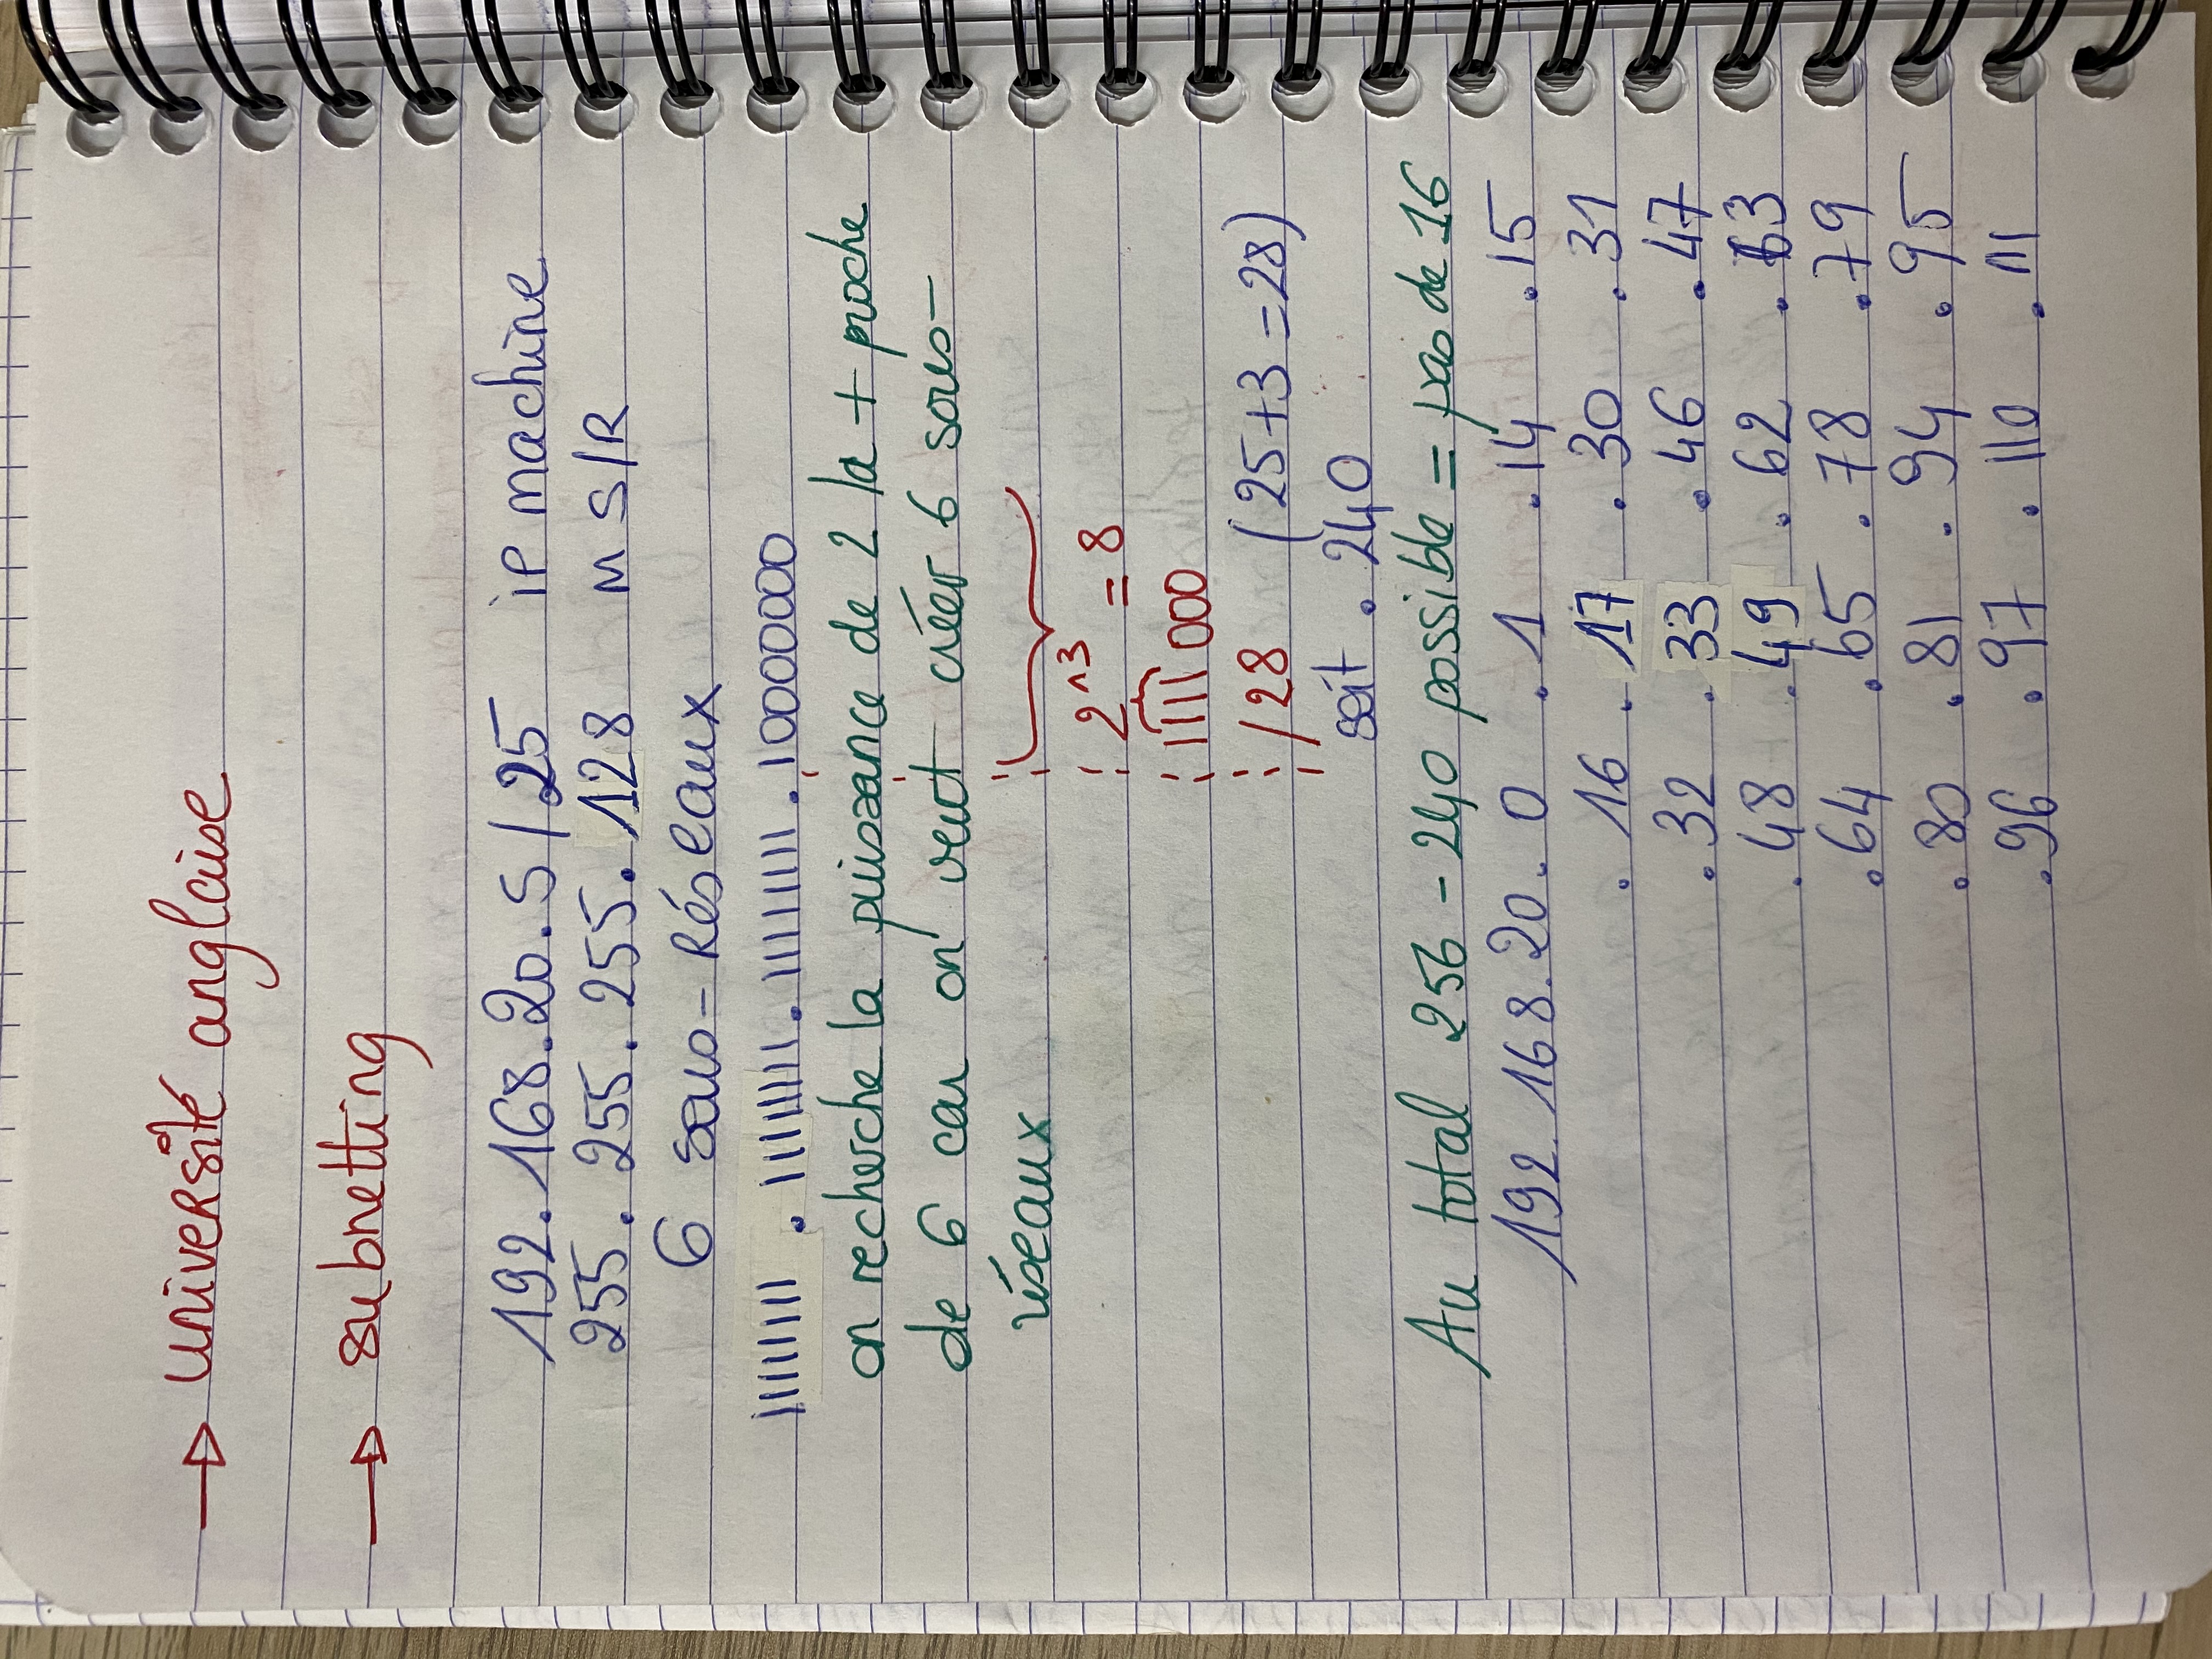 → université anglaise
→ subnetting
192.168.20.5/25 ip machine
255.255.255.128 M S/R
6 sous-Réseaux
11111111.11111111.11111111.10000000
on recherche la puissance de 2 la + proche
de 6 car on veut créer 6 sous-
réseaux
2^3 = 8
1111000
/28 (25+3=28)
soit .240
Au total 256-240 possible = pas de 16
192.168.20.0 .1 .14 .15
.16 .17 .30 .31
.32 .33 .46 .47
.48 .49 .62 .63
.64 .65 .78 .79
.80 .81 .94 .95
.96 .97 .110 .111